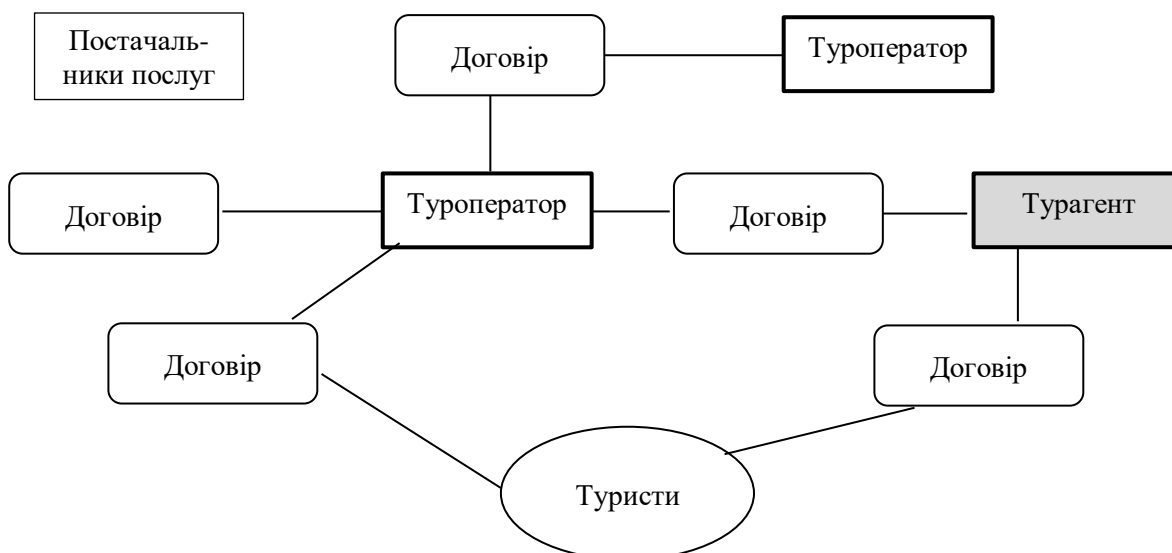 Постачаль-
ники послуг
Договір
Туроператор
Договір
Туроператор
Договір
Турагент
Договір
Договір
Туристи